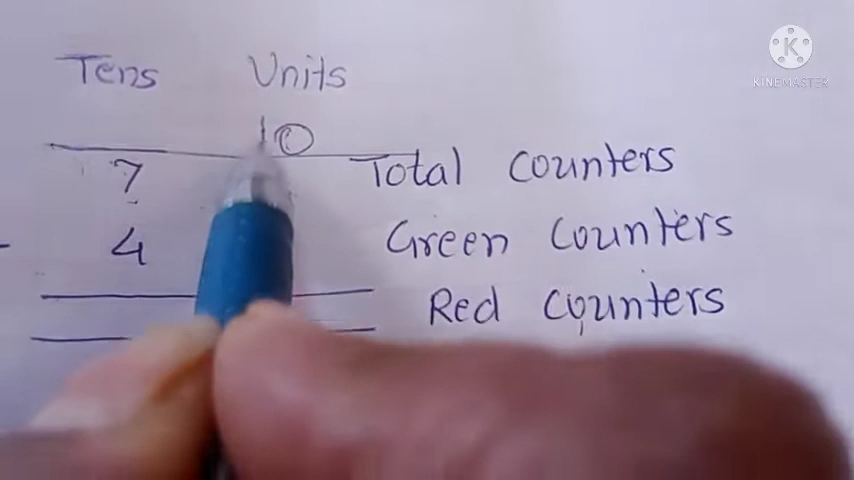 K
KINEMASTER
Tens Units
10
7 Total Counters
- 4 Green Counters
Red Counters